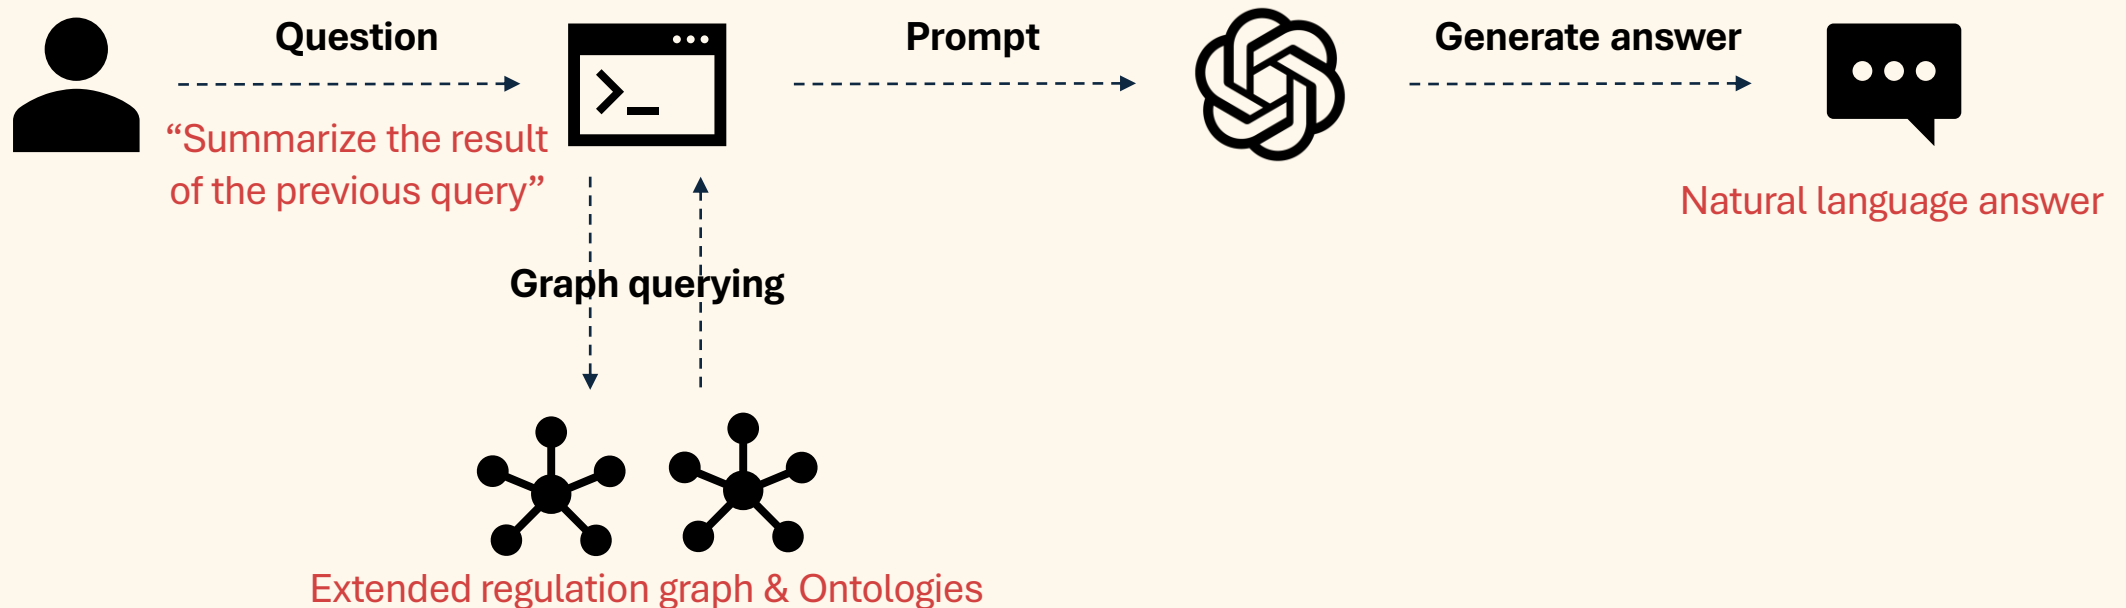 Question
Prompt
Generate answer
“Summarize the result
of the previous query”
Natural language answer
Graph querying
Extended regulation graph & Ontologies